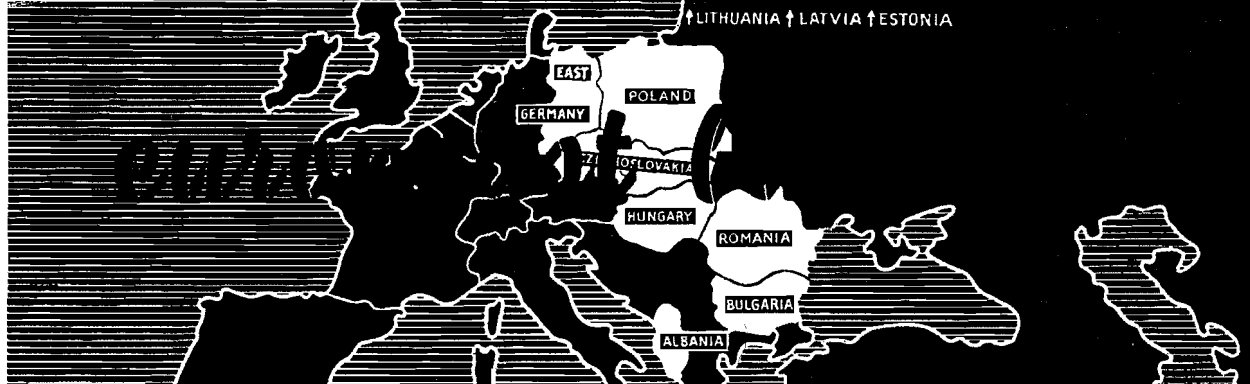 ↑LITHUANIA ↑LATVIA ↑ESTONIA
EAST
GERMANY
POLAND
HUNGARY
ROMANIA
BULGARIA
ALBANIA